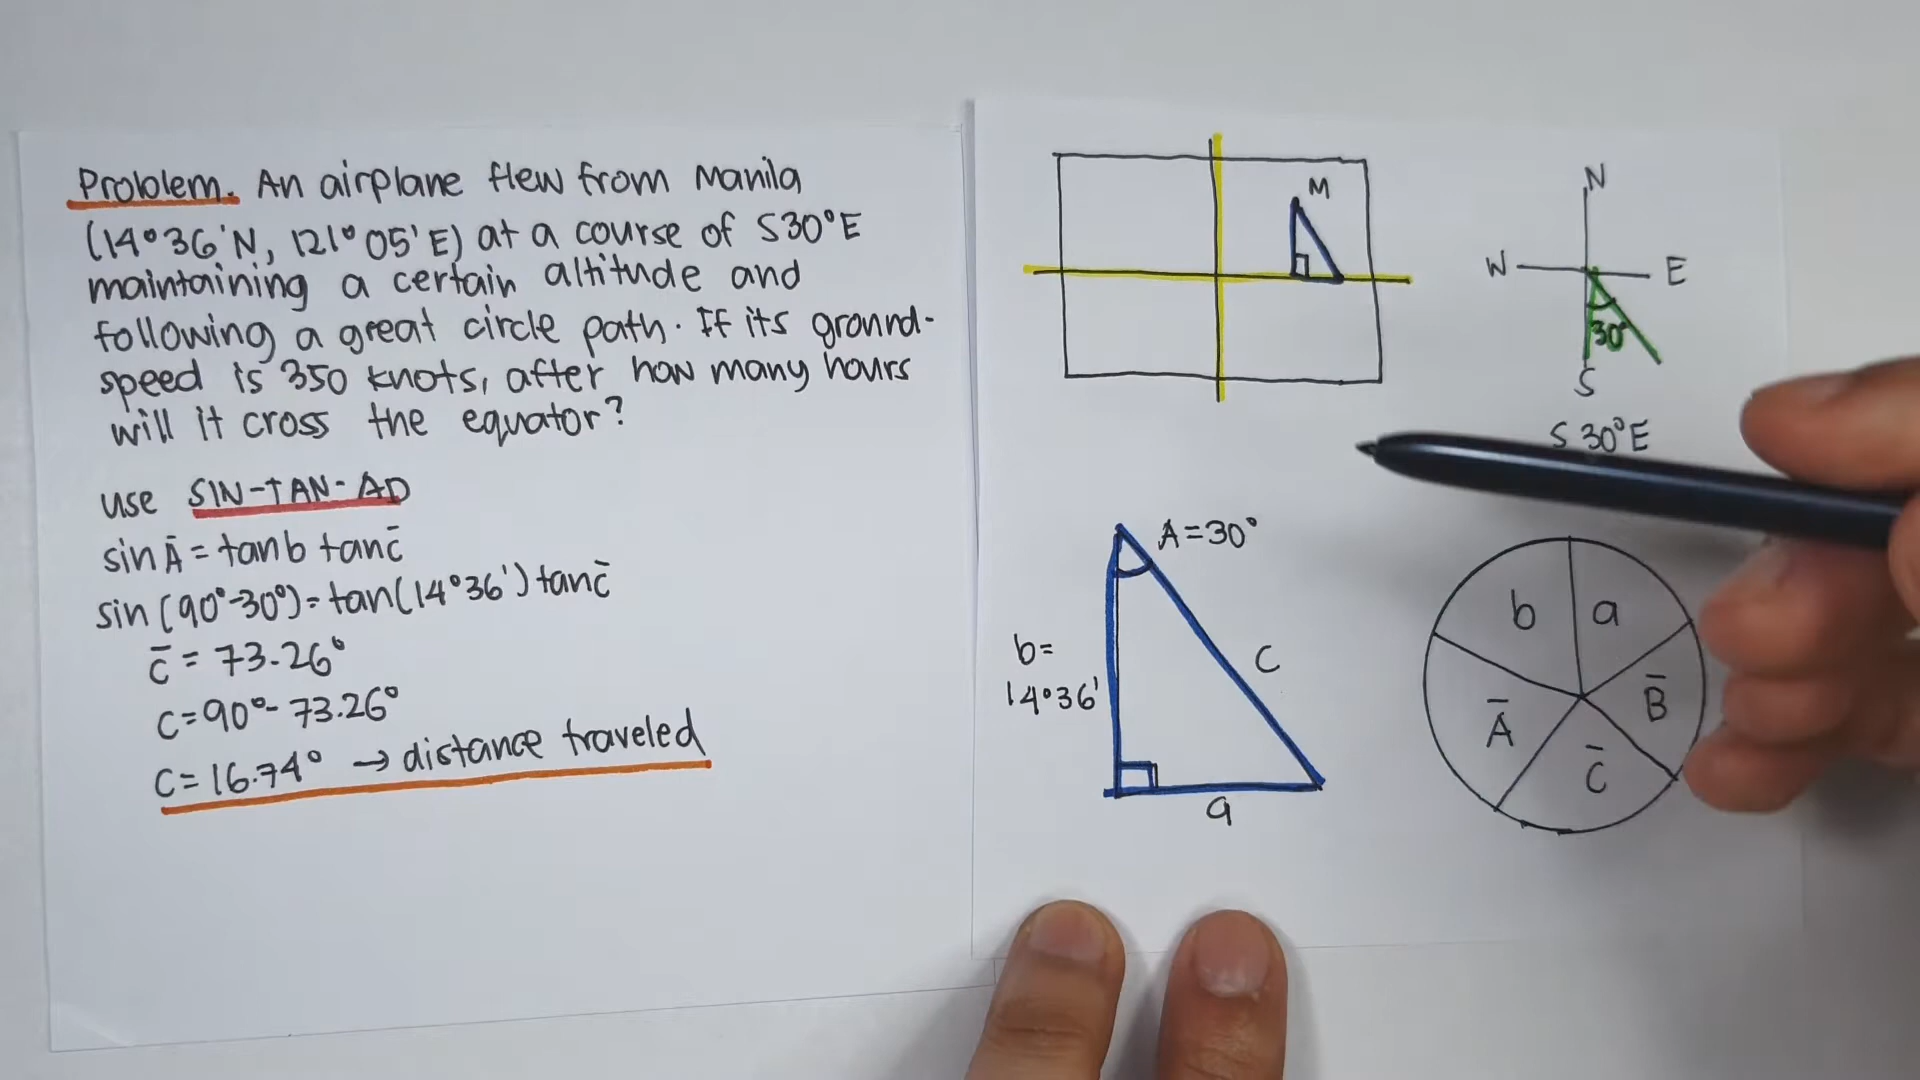 Problem. An airplane flew from Manila
(14°36'N, 121°05'E) at a course of S30°E
maintaining a certain altitude and
following a great circle path. If its ground-
speed is 350 knots, after how many hours
will it cross the equator?
use SIN-TAN-AD
sin A̅ = tan b tan c̅
sin (90°-30°) = tan(14°36') tan c̅
c̅ = 73.26°
c = 90° - 73.26°
c = 16.74° → distance traveled
M
N
W
E
30°
S
S 30° E
A = 30°
b =
14°36'
c
a
b
a
A̅
B̅
c̅